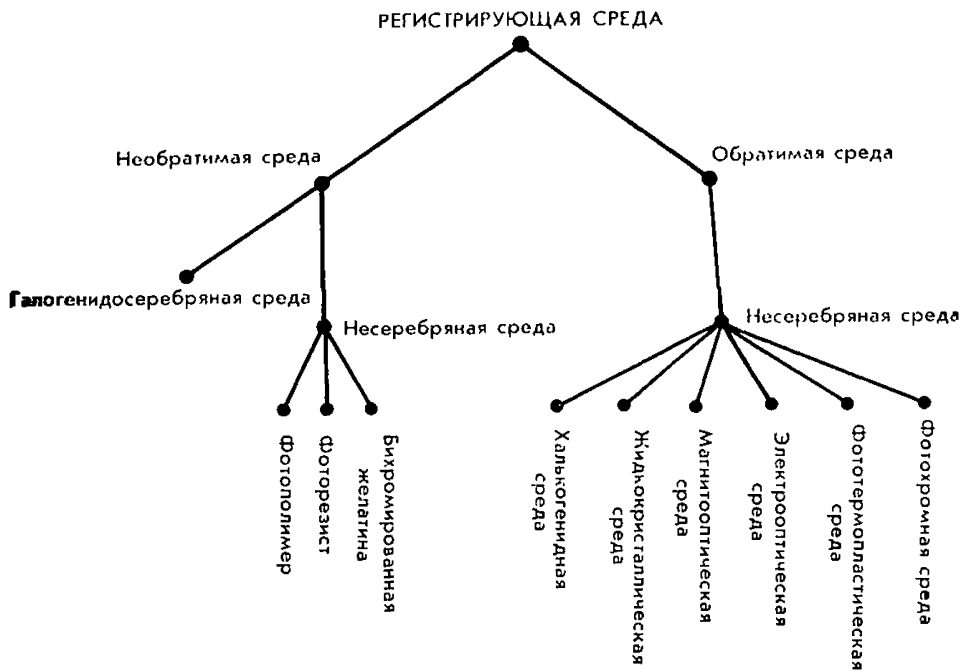 РЕГИСТРИРУЮЩАЯ СРЕДА
Необратимая среда
Обратимая среда
Галогенидосеребряная среда
Несеребряная среда
Несеребряная среда
Фотополимер
Фоторезист
Бихромированная
желатина
Халькогенидная
среда
Жидкокристаллическая
среда
Магнитооптическая
среда
Электрооптическая
среда
Фототермопластическая
среда
Фотохромная среда